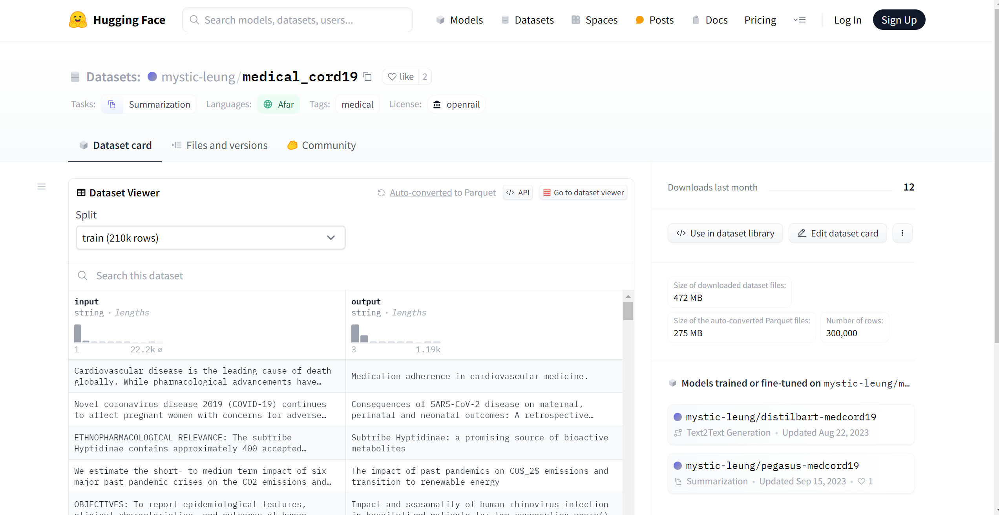 Hugging Face
Search models, datasets, users...
Models
Datasets
Spaces
Posts
Docs
Pricing
Log In
Sign Up
Datasets: mystic-leung/medical_cord19
like 2
Tasks: Summarization Languages: Afar Tags: medical License: openrail
Dataset card
Files and versions
Community
Dataset Viewer
Auto-converted to Parquet
API
Go to dataset viewer
Split
train (210k rows)
Search this dataset
input
string · lengths
1 22.2k ∅
output
string · lengths
3 1.19k
Cardiovascular disease is the leading cause of death
globally. While pharmacological advancements have…
Medication adherence in cardiovascular medicine.
Novel coronavirus disease 2019 (COVID-19) continues
to affect pregnant women with concerns for adverse…
Consequences of SARS-CoV-2 disease on maternal,
perinatal and neonatal outcomes: A retrospective…
ETHNOPHARMACOLOGICAL RELEVANCE: The subtribe
Hyptidinae contains approximately 400 accepted…
Subtribe Hyptidinae: a promising source of bioactive
metabolites
We estimate the short- to medium term impact of six
major past pandemic crises on the CO2 emissions and…
The impact of past pandemics on CO$_2$ emissions and
transition to renewable energy
OBJECTIVES: To report epidemiological features,
clinical characteristics, and outcomes of human
Impact and seasonality of human rhinovirus infection
in hospitalized patients for two consecutive years()
Downloads last month
12
Use in dataset library
Edit dataset card
Size of downloaded dataset files:
472 MB
Size of the auto-converted Parquet files:
275 MB
Number of rows:
300,000
Models trained or fine-tuned on mystic-leung/m…
mystic-leung/distilbart-medcord19
Text2Text Generation • Updated Aug 22, 2023
mystic-leung/pegasus-medcord19
Summarization • Updated Sep 15, 2023 • 1